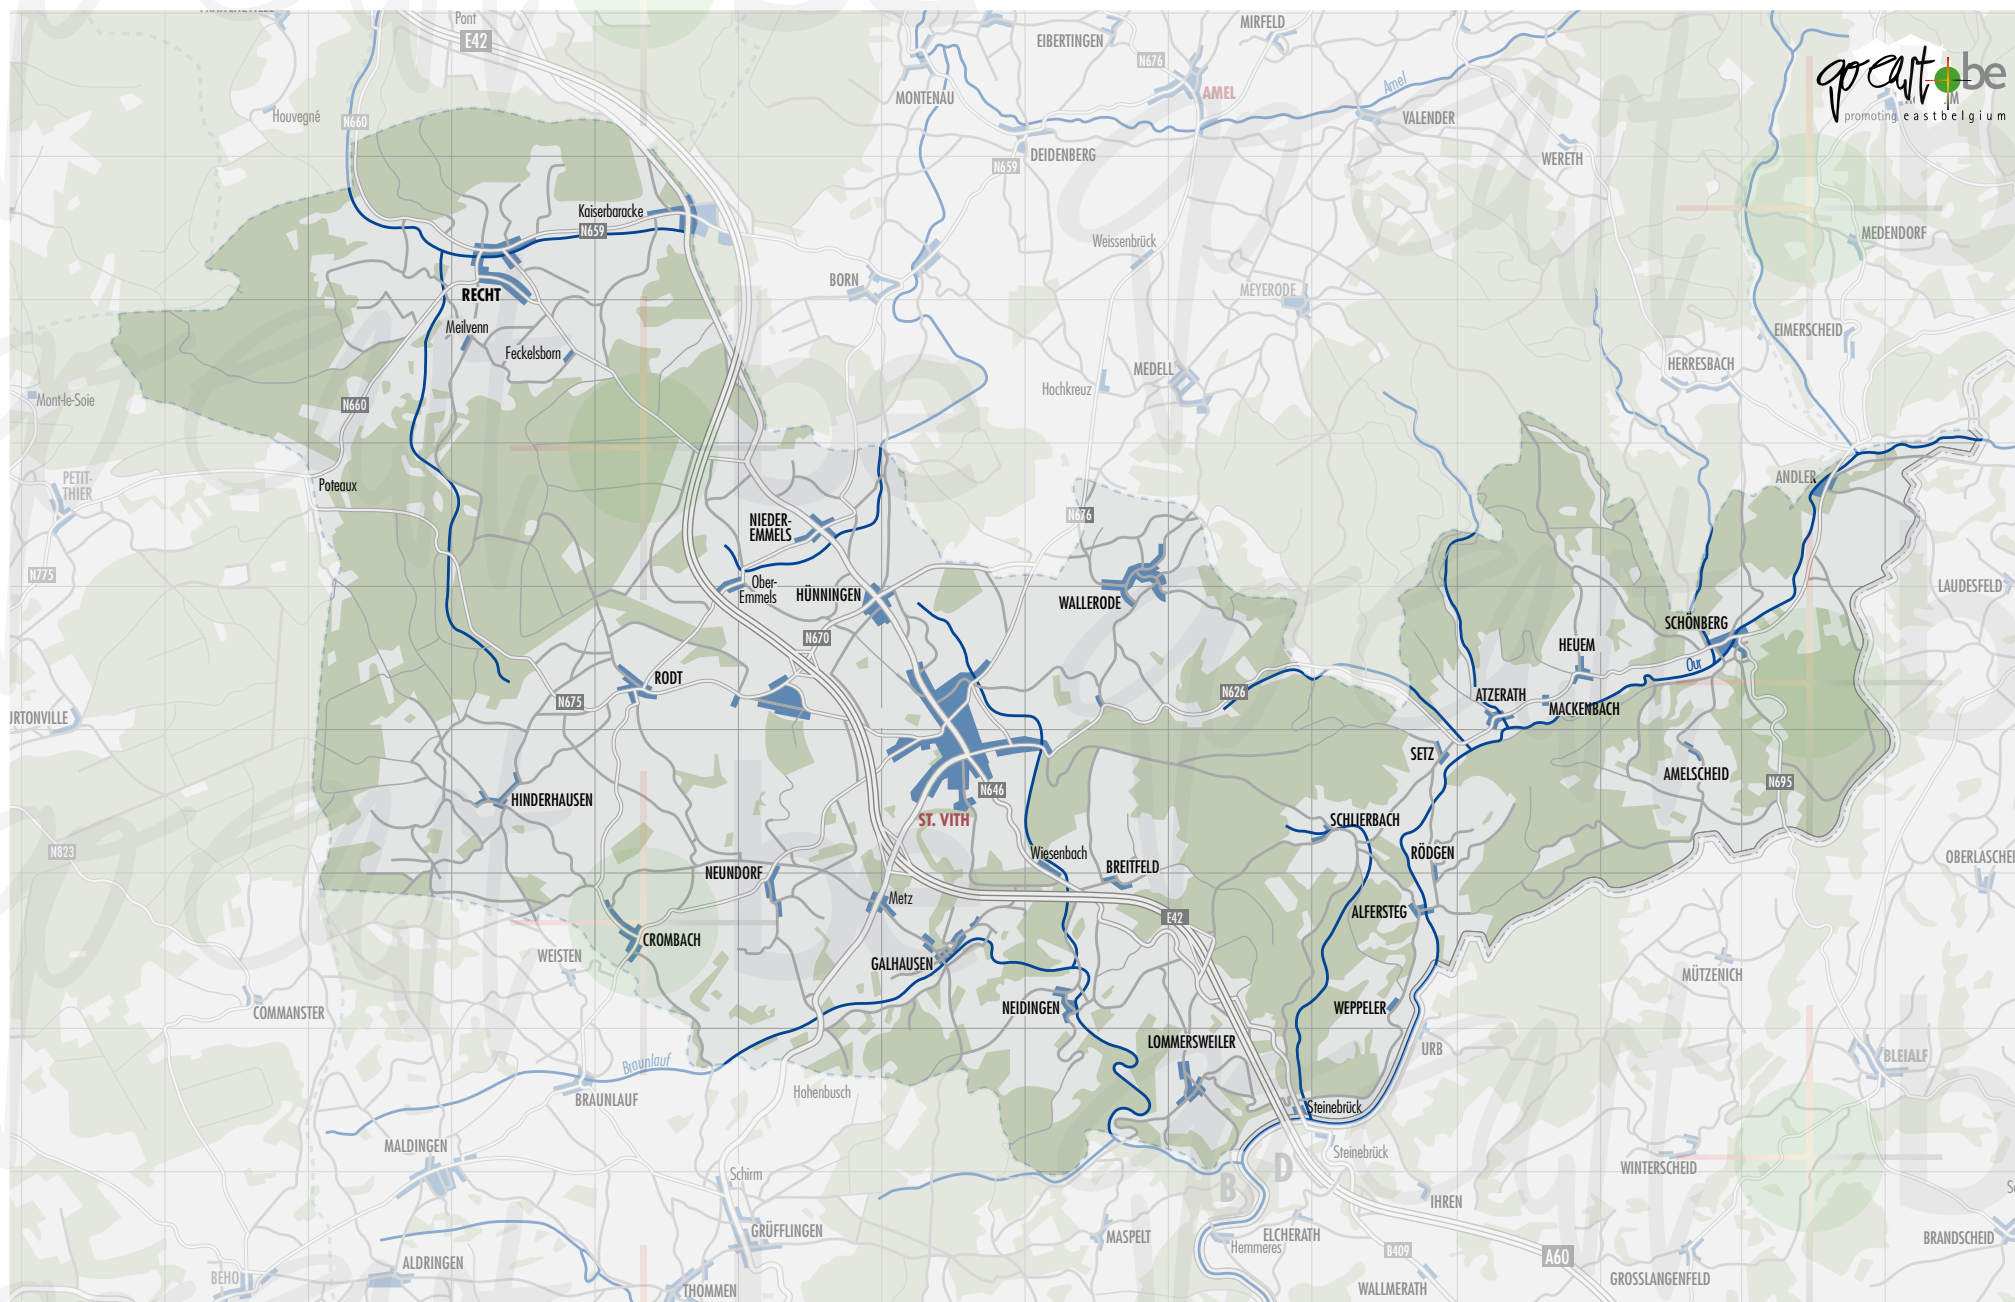 Pont
E42
MIRFELD
EIBERTINGEN
N676
go east be
promoting eastbelgium
AMEL
Amel
MONTENAU
VALENDER
Houvegné
N660
DEIDENBERG
N659
WERETH
Kaiserbaracke
N659
MEDENDORF
Weissenbrück
BORN
MEYERODE
RECHT
Meilvenn
EIMERSCHEID
Feckelsborn
HERRESBACH
MEDELL
Hochkreuz
Mont-le-Soie
N660
PETIT-
THIER
Poteaux
ANDLER
NIEDER-
EMMELS
N676
N775
Ober-
Emmels
HÜNNINGEN
WALLERODE
LAUDESFELD
SCHÖNBERG
N670
HEUEM
Our
RODT
N626
ATZERATH
N675
MACKENBACH
URTONVILLE
SETZ
AMELSCHEID
N695
N646
HINDERHAUSEN
ST. VITH
SCHLIERBACH
N823
Wiesenbach
RÖDGEN
BREITFELD
OBERLASCHEI
NEUNDORF
Metz
ALFERSTEG
E42
CROMBACH
WEISTEN
GALHAUSEN
MÜTZENICH
COMMANSTER
NEIDINGEN
WEPPELER
LOMMERSWEILER
URB
BLEIALF
Braunlauf
BRAUNLAUF
Hohenbusch
Steinebrück
MALDINGEN
Steinebrück
D
B
WINTERSCHEID
Schirm
IHREN
GRÜFFLINGEN
MASPELT
ELCHERATH
Hemmeres
B409
A60
BRANDSCHEID
ALDRINGEN
BEHO
THOMMEN
WALLMERATH
GROSSLANGENFELD